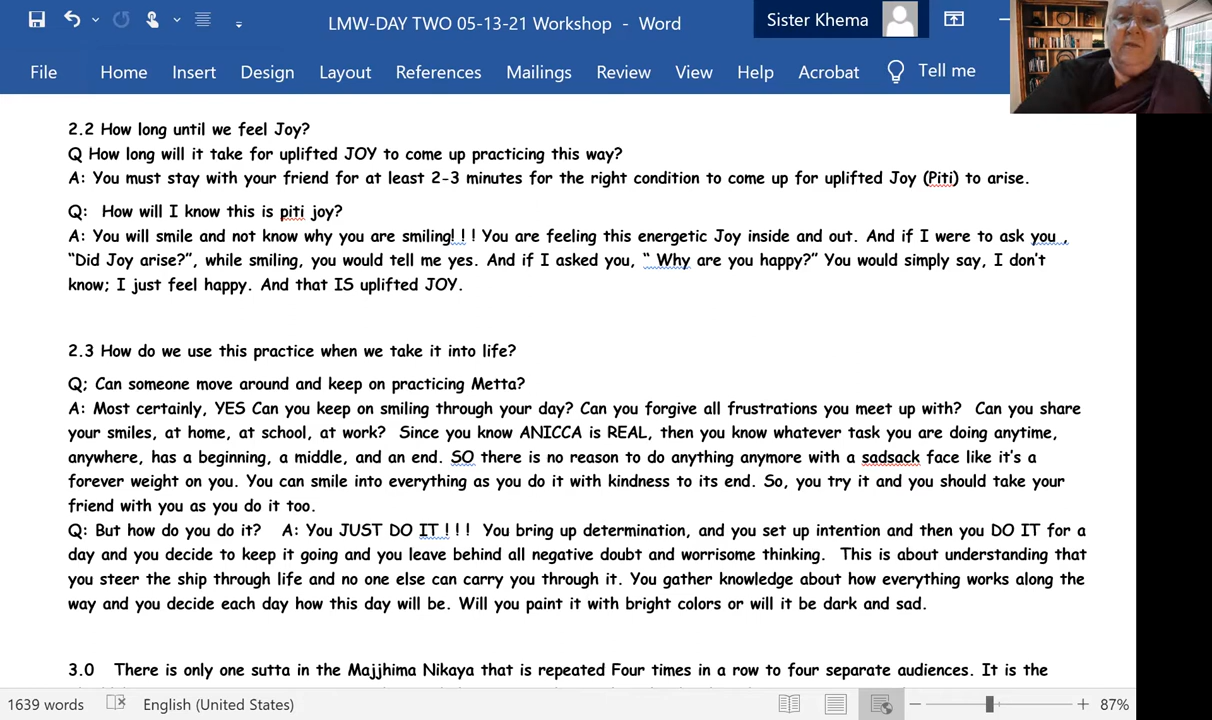 LMW-DAY TWO 05-13-21 Workshop - Word
Sister Khema
File Home Insert Design Layout References Mailings Review View Help Acrobat Tell me
2.2 How long until we feel Joy?
Q How long will it take for uplifted JOY to come up practicing this way?
A: You must stay with your friend for at least 2-3 minutes for the right condition to come up for uplifted Joy (Piti) to arise.
Q: How will I know this is piti joy?
A: You will smile and not know why you are smiling! ! ! You are feeling this energetic Joy inside and out. And if I were to ask you ,
“Did Joy arise?”, while smiling, you would tell me yes. And if I asked you, “ Why are you happy?” You would simply say, I don’t
know; I just feel happy. And that IS uplifted JOY.
2.3 How do we use this practice when we take it into life?
Q; Can someone move around and keep on practicing Metta?
A: Most certainly, YES Can you keep on smiling through your day? Can you forgive all frustrations you meet up with? Can you share
your smiles, at home, at school, at work? Since you know ANICCA is REAL, then you know whatever task you are doing anytime,
anywhere, has a beginning, a middle, and an end. SO there is no reason to do anything anymore with a sadsack face like it’s a
forever weight on you. You can smile into everything as you do it with kindness to its end. So, you try it and you should take your
friend with you as you do it too.
Q: But how do you do it? A: You JUST DO IT ! ! ! You bring up determination, and you set up intention and then you DO IT for a
day and you decide to keep it going and you leave behind all negative doubt and worrisome thinking. This is about understanding that
you steer the ship through life and no one else can carry you through it. You gather knowledge about how everything works along the
way and you decide each day how this day will be. Will you paint it with bright colors or will it be dark and sad.
3.0 There is only one sutta in the Majjhima Nikaya that is repeated Four times in a row to four separate audiences. It is the
1639 words English (United States) 87%